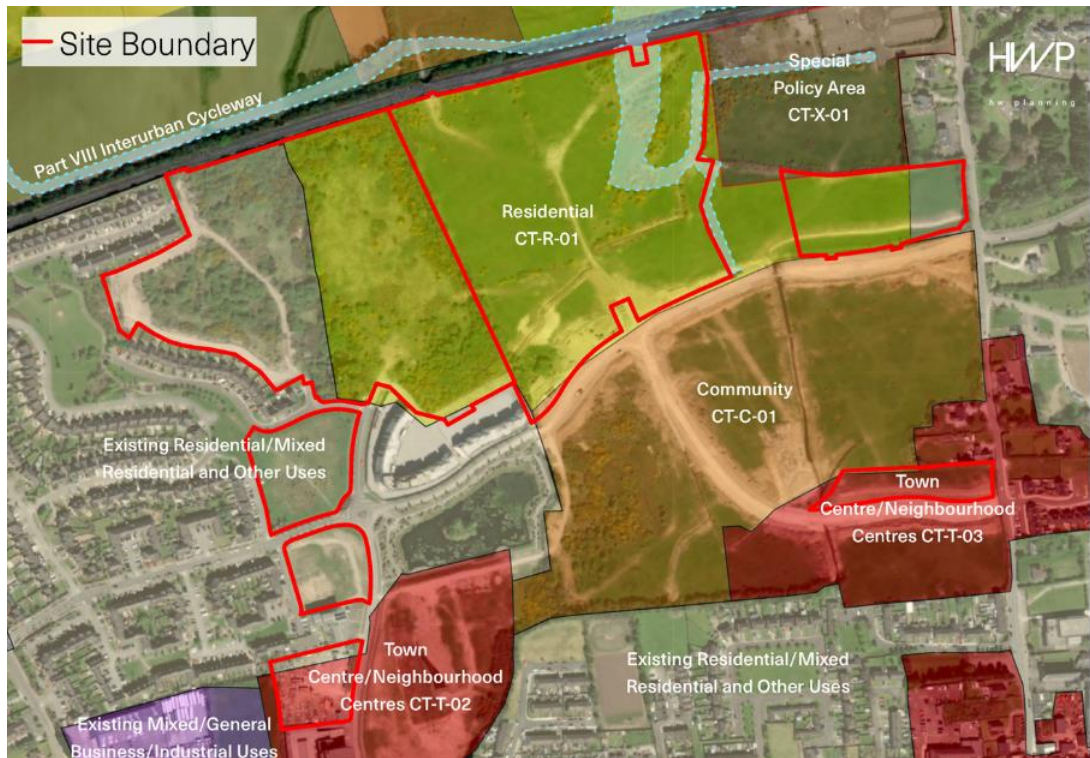 Site Boundary
HWP
hw planning
Part VIII Interurban Cycleway
Special
Policy Area
CT-X-01
Residential
CT-R-01
Community
CT-C-01
Existing Residential/Mixed
Residential and Other Uses
Town
Centre/Neighbourhood
Centres CT-T-03
Town
Centre/Neighbourhood
Centres CT-T-02
Existing Residential/Mixed
Residential and Other Uses
Existing Mixed/General
Business/Industrial Uses